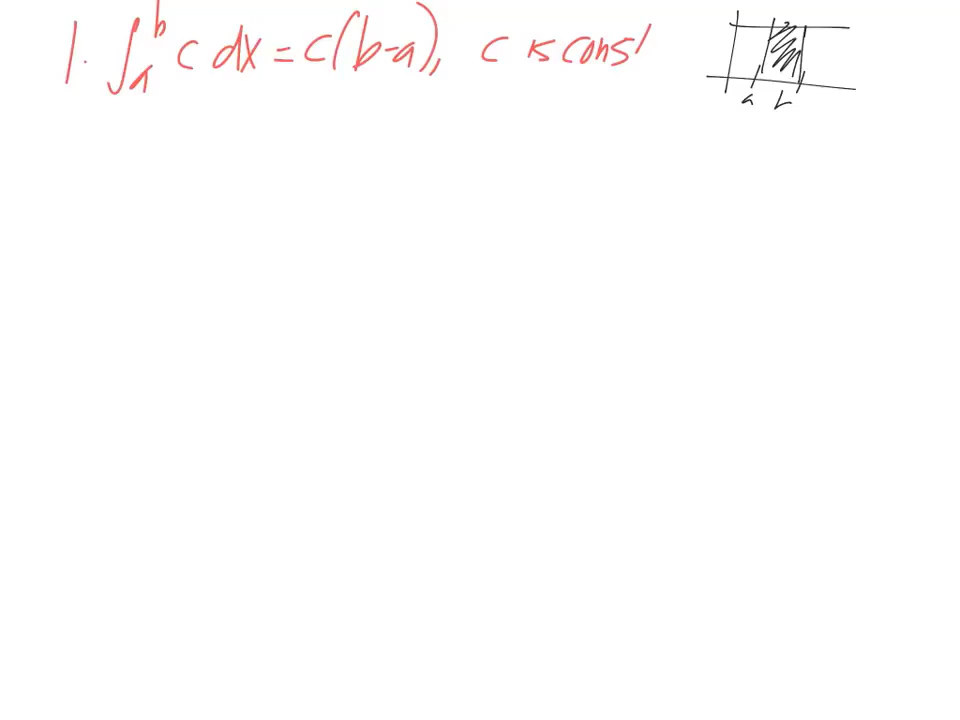 1. ∫_a^b c dx = c(b-a), c is const
a b